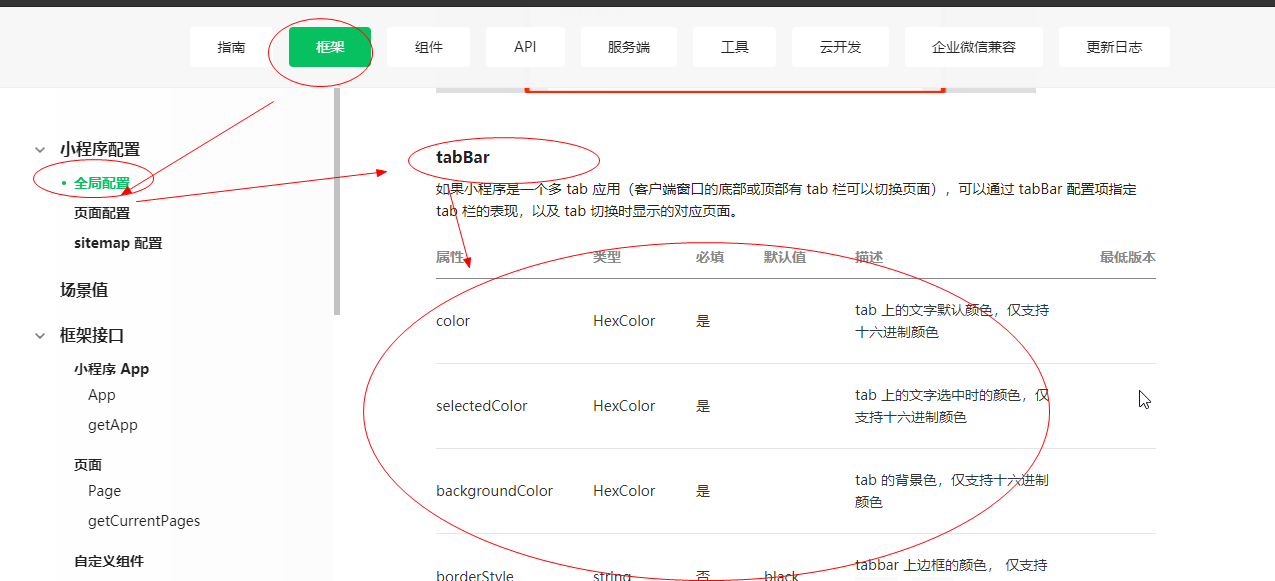 指南 框架 组件 API 服务端 工具 云开发 企业微信兼容 更新日志
小程序配置
全局配置
页面配置
sitemap 配置
场景值
框架接口
小程序 App
App
getApp
页面
Page
getCurrentPages
自定义组件
tabBar
如果小程序是一个多 tab 应用（客户端窗口的底部或顶部有 tab 栏可以切换页面），可以通过 tabBar 配置项指定
tab 栏的表现，以及 tab 切换时显示的对应页面。
属性 类型 必填 默认值 描述 最低版本
color HexColor 是 tab 上的文字默认颜色，仅支持
十六进制颜色
selectedColor HexColor 是 tab 上的文字选中时的颜色，仅
支持十六进制颜色
backgroundColor HexColor 是 tab 的背景色，仅支持十六进制
颜色
borderStyle string 否 black tabbar 上边框的颜色， 仅支持